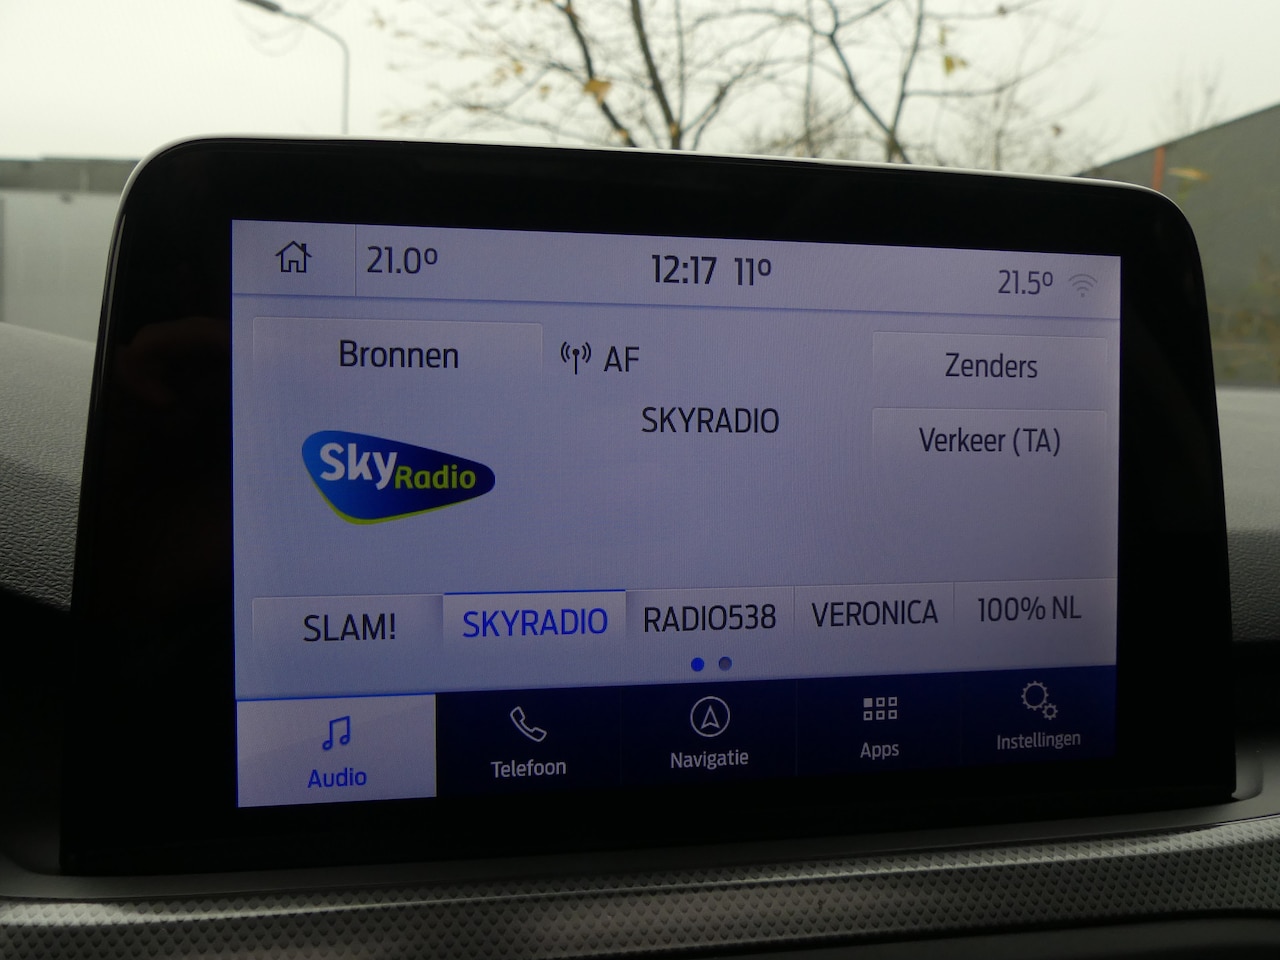 21.0°
12:17 11°
21.5°
Bronnen
AF
Zenders
SKYRADIO
Verkeer (TA)
Sky Radio
SLAM!
SKYRADIO
RADIO538
VERONICA
100% NL
Audio
Telefoon
Navigatie
Apps
Instellingen